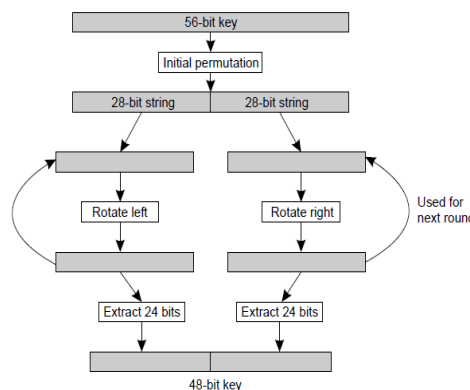 56-bit key
Initial permutation
28-bit string 28-bit string
Rotate left Rotate right
Used for
next round
Extract 24 bits Extract 24 bits
48-bit key